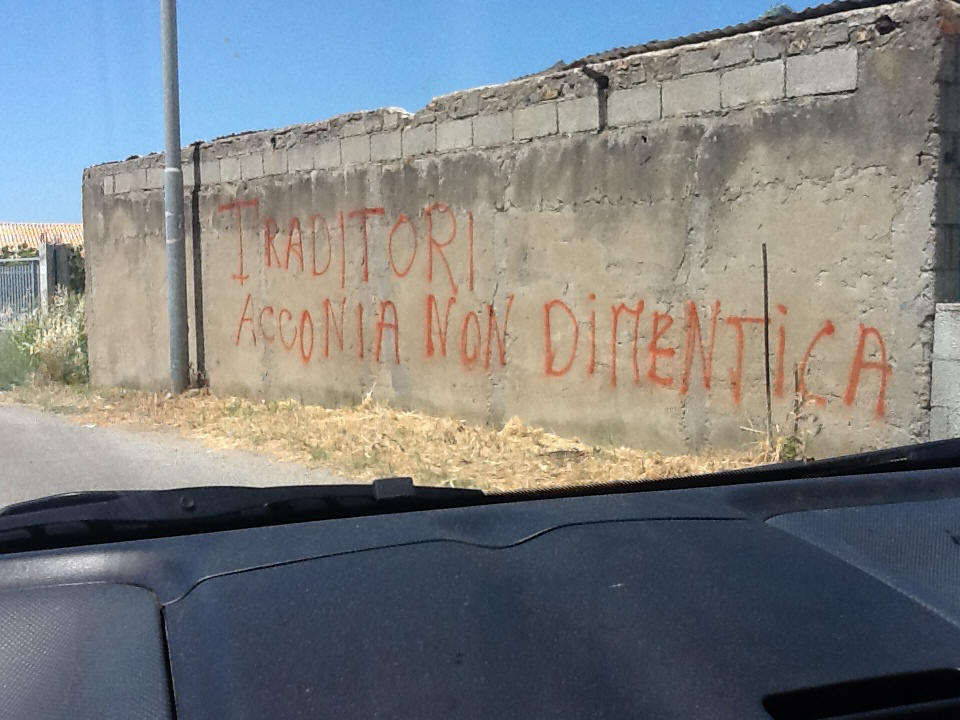 TRADITORI
ACCONIA NON DiMENTiCA